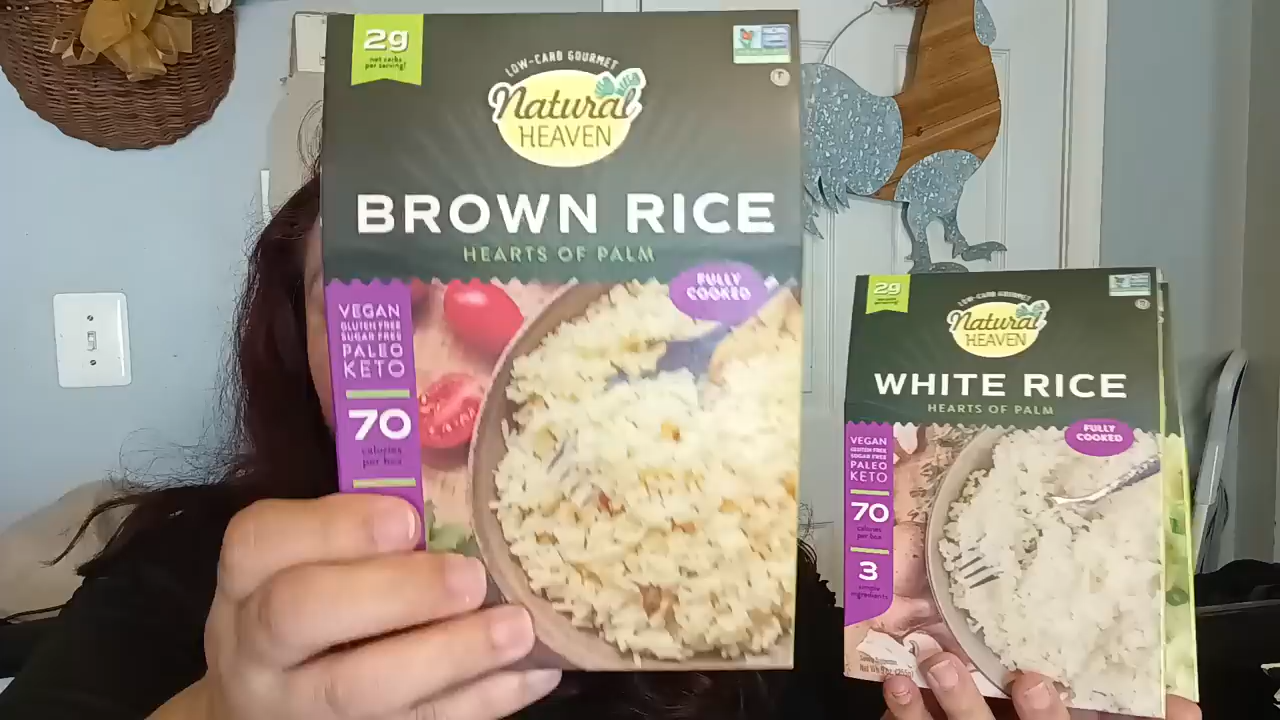 2g
net carbs
per serving!
LOW-CARB GOURMET
Natural
HEAVEN
BROWN RICE
HEARTS OF PALM
FULLY
COOKED
VEGAN
GLUTEN FREE
SUGAR FREE
PALEO
KETO
70
calories
per box
2g
LOW-CARB GOURMET
Natural
HEAVEN
WHITE RICE
HEARTS OF PALM
FULLY
COOKED
VEGAN
GLUTEN FREE
SUGAR FREE
PALEO
KETO
70
calories
per box
3
simple
ingredients